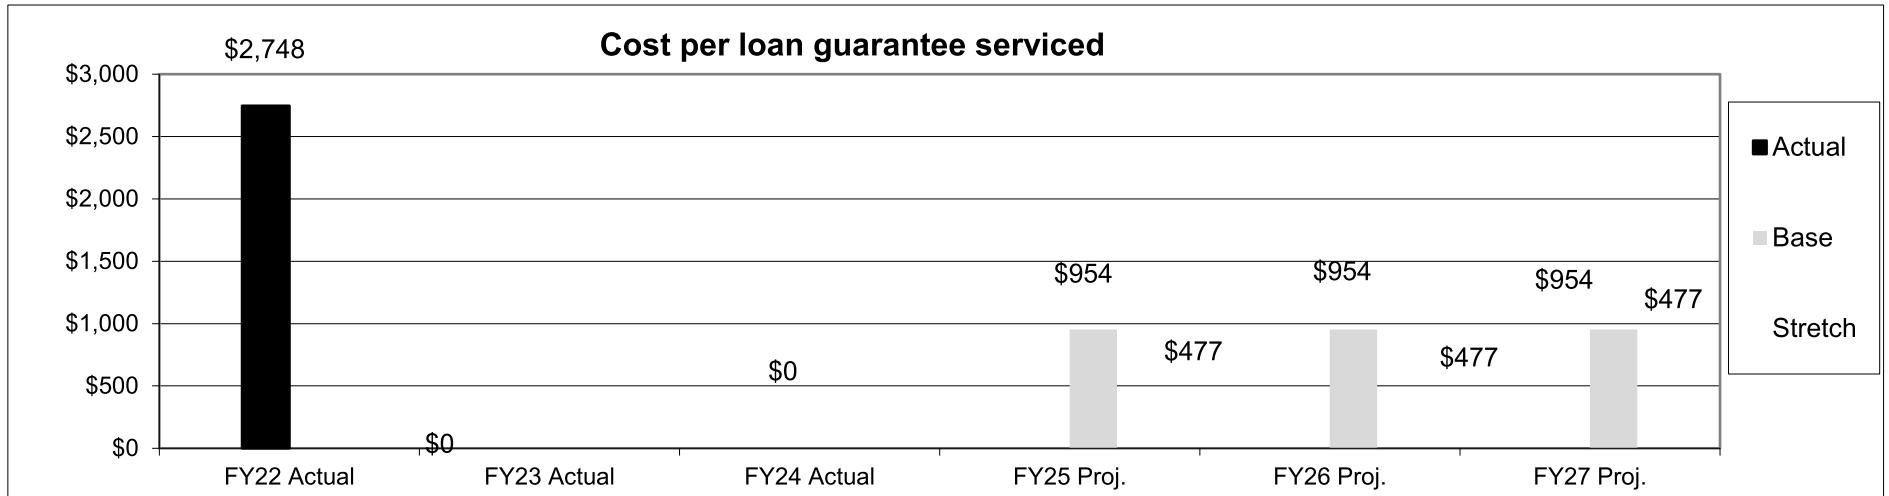 Cost per loan guarantee serviced
$2,748
$3,000
$2,500
$2,000
$1,500
$1,000
$500
$0
$0
$0
$954
$477
$954
$477
$954
$477
FY22 Actual
FY23 Actual
FY24 Actual
FY25 Proj.
FY26 Proj.
FY27 Proj.
Actual
Base
Stretch